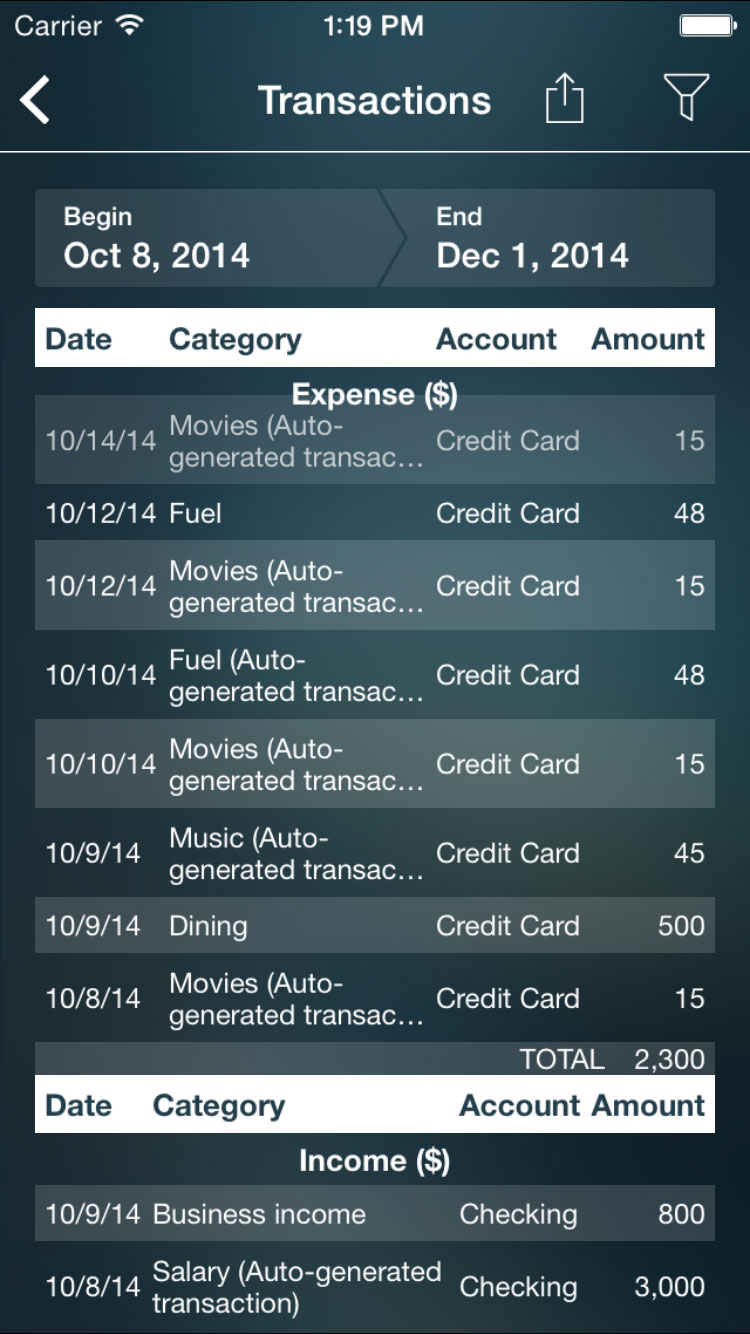 Carrier 1:19 PM
Transactions
Begin End
Oct 8, 2014 Dec 1, 2014
Date Category Account Amount
Expense ($)
10/14/14 Movies (Auto- Credit Card 15
generated transac...
10/12/14 Fuel Credit Card 48
10/12/14 Movies (Auto- Credit Card 15
generated transac...
10/10/14 Fuel (Auto- Credit Card 48
generated transac...
10/10/14 Movies (Auto- Credit Card 15
generated transac...
10/9/14 Music (Auto- Credit Card 45
generated transac...
10/9/14 Dining Credit Card 500
10/8/14 Movies (Auto- Credit Card 15
generated transac...
TOTAL 2,300
Date Category Account Amount
Income ($)
10/9/14 Business income Checking 800
10/8/14 Salary (Auto-generated Checking 3,000
transaction)